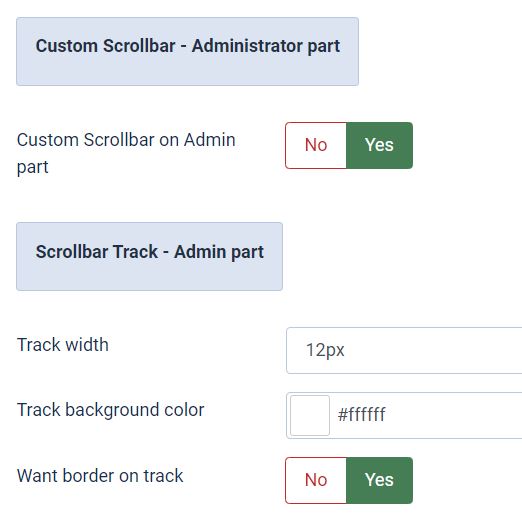 Custom Scrollbar - Administrator part
Custom Scrollbar on Admin
part
No Yes
Scrollbar Track - Admin part
Track width
12px
Track background color
#ffffff
Want border on track
No Yes